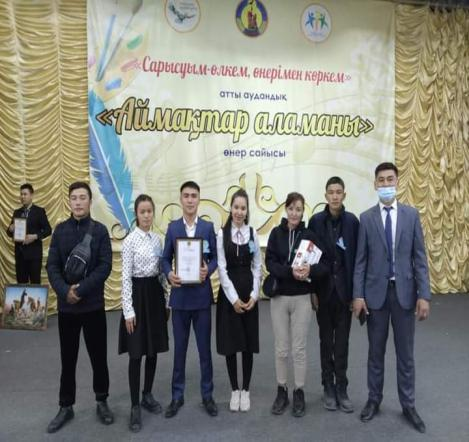 «Сарысуым-өлкем, өнерімен көркем»
атты аудандық
«Аймақтар аламаны»
өнер сайысы